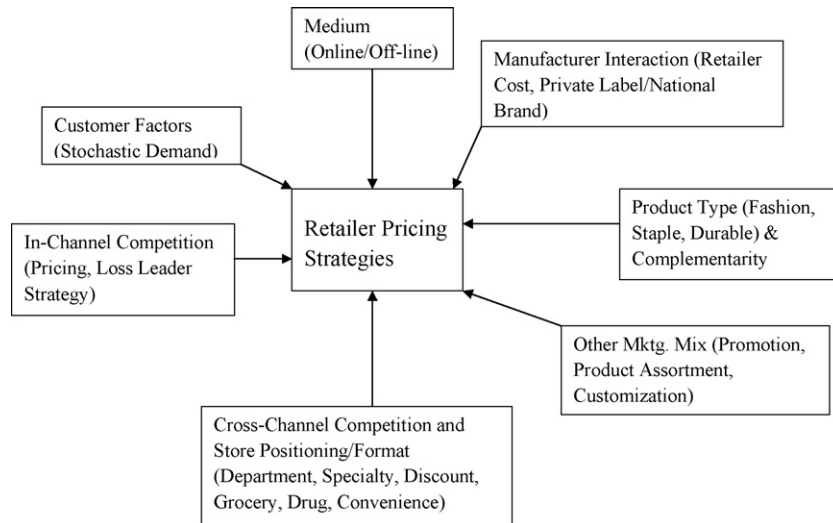 Medium
(Online/Off-line)
Manufacturer Interaction (Retailer
Cost, Private Label/National
Brand)
Customer Factors
(Stochastic Demand)
Retailer Pricing
Strategies
Product Type (Fashion,
Staple, Durable) &
Complementarity
In-Channel Competition
(Pricing, Loss Leader
Strategy)
Other Mktg. Mix (Promotion,
Product Assortment,
Customization)
Cross-Channel Competition and
Store Positioning/Format
(Department, Specialty, Discount,
Grocery, Drug, Convenience)